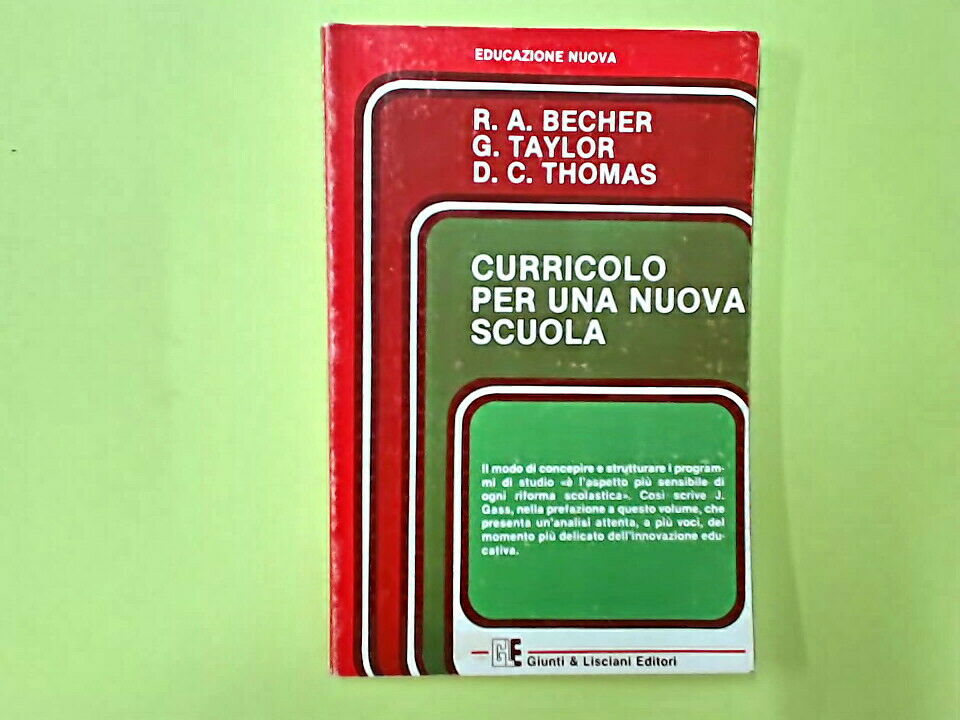 EDUCAZIONE NUOVA
R. A. BECHER
G. TAYLOR
D. C. THOMAS
CURRICOLO
PER UNA NUOVA
SCUOLA
Il modo di concepire e strutturare i program-
mi di studio «è l'aspetto più sensibile di
ogni riforma scolastica». Così scrive J.
Gass, nella prefazione a questo volume, che
presenta un'analisi attenta, a più voci, del
momento più delicato dell'innovazione edu-
cativa.
GLE
Giunti & Lisciani Editori